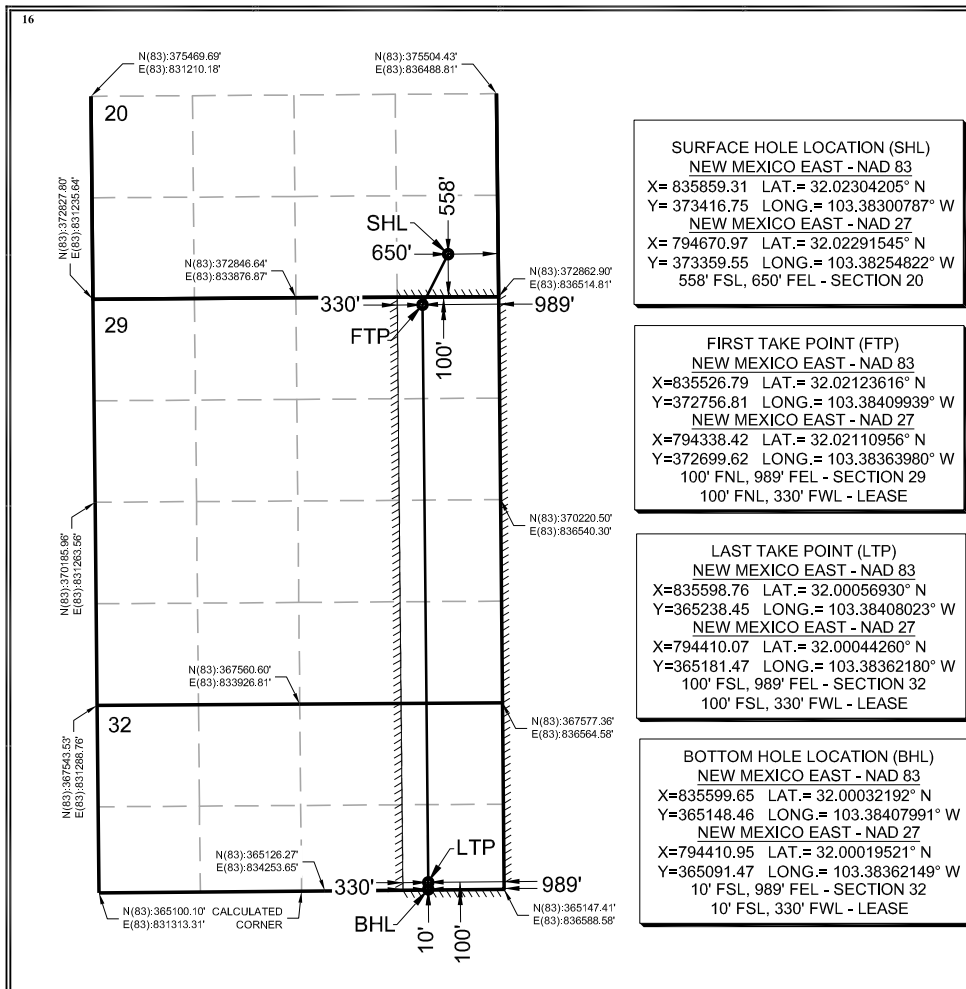 16
N(83):375469.69'
E(83):831210.18'
N(83):375504.43'
E(83):836488.81'
20
N(83):372827.80'
E(83):831235.64'
SHL
558'
650'
N(83):372846.64'
E(83):833876.87'
N(83):372862.90'
E(83):836514.81'
330'
989'
29
FTP
100'
N(83):370185.96'
E(83):831263.56'
N(83):370220.50'
E(83):836540.30'
N(83):367560.60'
E(83):833926.81'
32
N(83):367543.53'
E(83):831288.76'
N(83):367577.36'
E(83):836564.58'
N(83):365126.27'
E(83):834253.65'
LTP
330'
989'
N(83):365100.10'
E(83):831313.31'
CALCULATED
CORNER
BHL
10'
100'
N(83):365147.41'
E(83):836588.58'
SURFACE HOLE LOCATION (SHL)
NEW MEXICO EAST - NAD 83
X= 835859.31 LAT.= 32.02304205° N
Y= 373416.75 LONG.= 103.38300787° W
NEW MEXICO EAST - NAD 27
X= 794670.97 LAT.= 32.02291545° N
Y= 373359.55 LONG.= 103.38254822° W
558' FSL, 650' FEL - SECTION 20
FIRST TAKE POINT (FTP)
NEW MEXICO EAST - NAD 83
X=835526.79 LAT.= 32.02123616° N
Y=372756.81 LONG.= 103.38409939° W
NEW MEXICO EAST - NAD 27
X=794338.42 LAT.= 32.02110956° N
Y=372699.62 LONG.= 103.38363980° W
100' FNL, 989' FEL - SECTION 29
100' FNL, 330' FWL - LEASE
LAST TAKE POINT (LTP)
NEW MEXICO EAST - NAD 83
X=835598.76 LAT.= 32.00056930° N
Y=365238.45 LONG.= 103.38408023° W
NEW MEXICO EAST - NAD 27
X=794410.07 LAT.= 32.00044260° N
Y=365181.47 LONG.= 103.38362180° W
100' FSL, 989' FEL - SECTION 32
100' FSL, 330' FWL - LEASE
BOTTOM HOLE LOCATION (BHL)
NEW MEXICO EAST - NAD 83
X=835599.65 LAT.= 32.00032192° N
Y=365148.46 LONG.= 103.38407991° W
NEW MEXICO EAST - NAD 27
X=794410.95 LAT.= 32.00019521° N
Y=365091.47 LONG.= 103.38362149° W
10' FSL, 989' FEL - SECTION 32
10' FSL, 330' FWL - LEASE